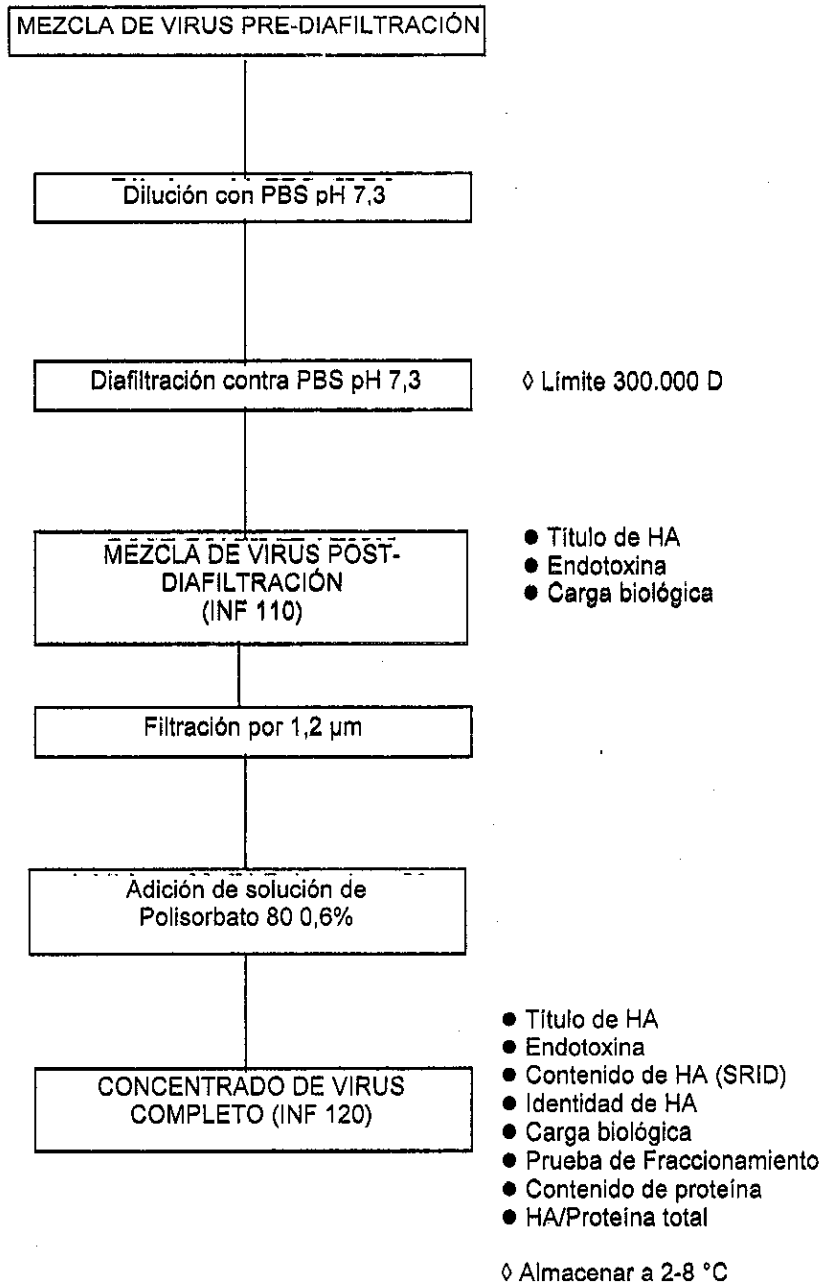 MEZCLA DE VIRUS PRE-DIAFILTRACIÓN
Dilución con PBS pH 7,3
Diafiltración contra PBS pH 7,3
◊ Límite 300.000 D
MEZCLA DE VIRUS POST-
DIAFILTRACIÓN
(INF 110)
● Título de HA
● Endotoxina
● Carga biológica
Filtración por 1,2 µm
Adición de solución de
Polisorbato 80 0,6%
CONCENTRADO DE VIRUS
COMPLETO (INF 120)
● Título de HA
● Endotoxina
● Contenido de HA (SRID)
● Identidad de HA
● Carga biológica
● Prueba de Fraccionamiento
● Contenido de proteína
● HA/Proteína total
◊ Almacenar a 2-8 °C